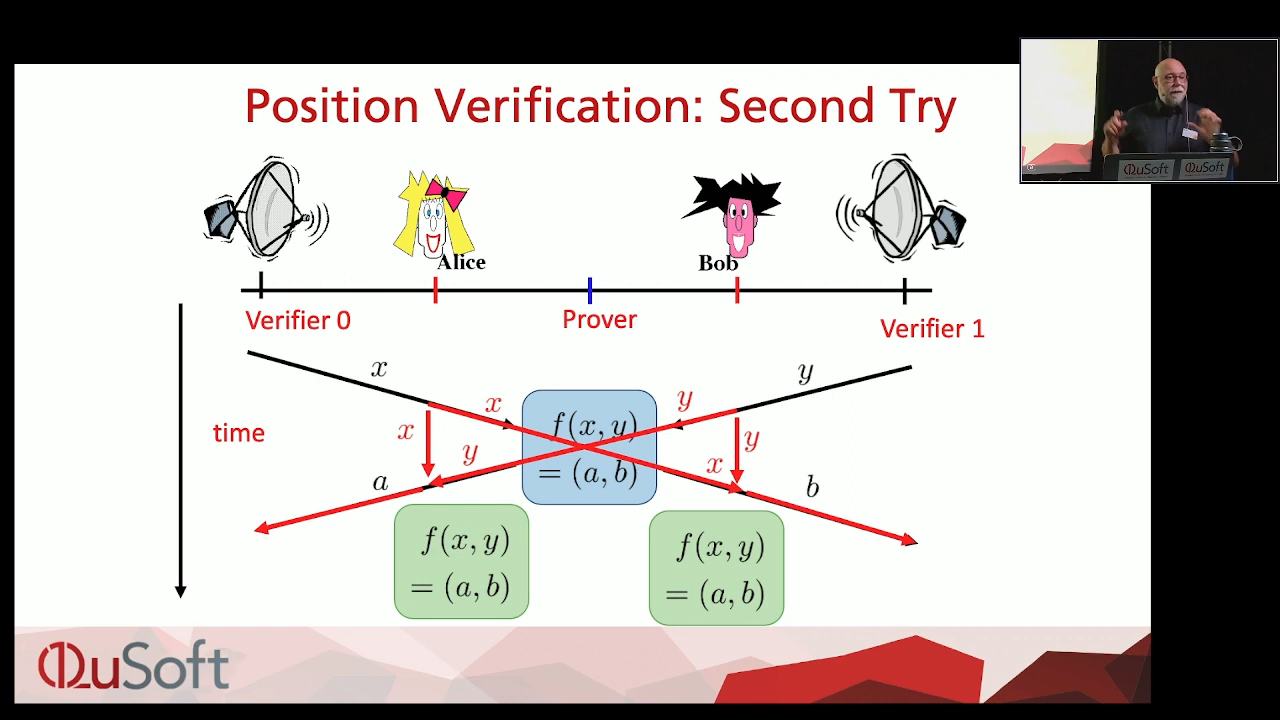 Position Verification: Second Try
Alice
Bob
Verifier 0
Prover
Verifier 1
time
x
y
x
y
x
y
y
x
f(x, y)
= (a, b)
a
b
f(x, y)
= (a, b)
f(x, y)
= (a, b)
QuSoft
QuSoft
QuSoft